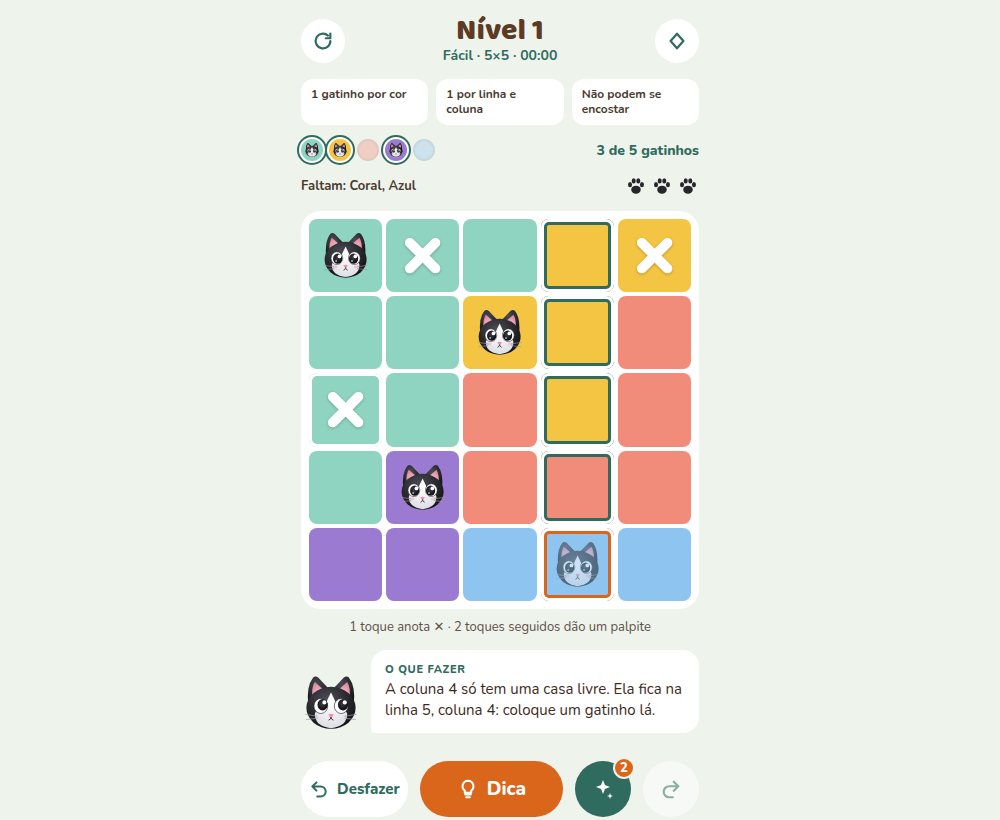 Nível 1
Fácil · 5×5 · 00:00
1 gatinho por cor
1 por linha e
coluna
Não podem se
encostar
3 de 5 gatinhos
Faltam: Coral, Azul
1 toque anota ✕ · 2 toques seguidos dão um palpite
O QUE FAZER
A coluna 4 só tem uma casa livre. Ela fica na
linha 5, coluna 4: coloque um gatinho lá.
Desfazer
Dica
2